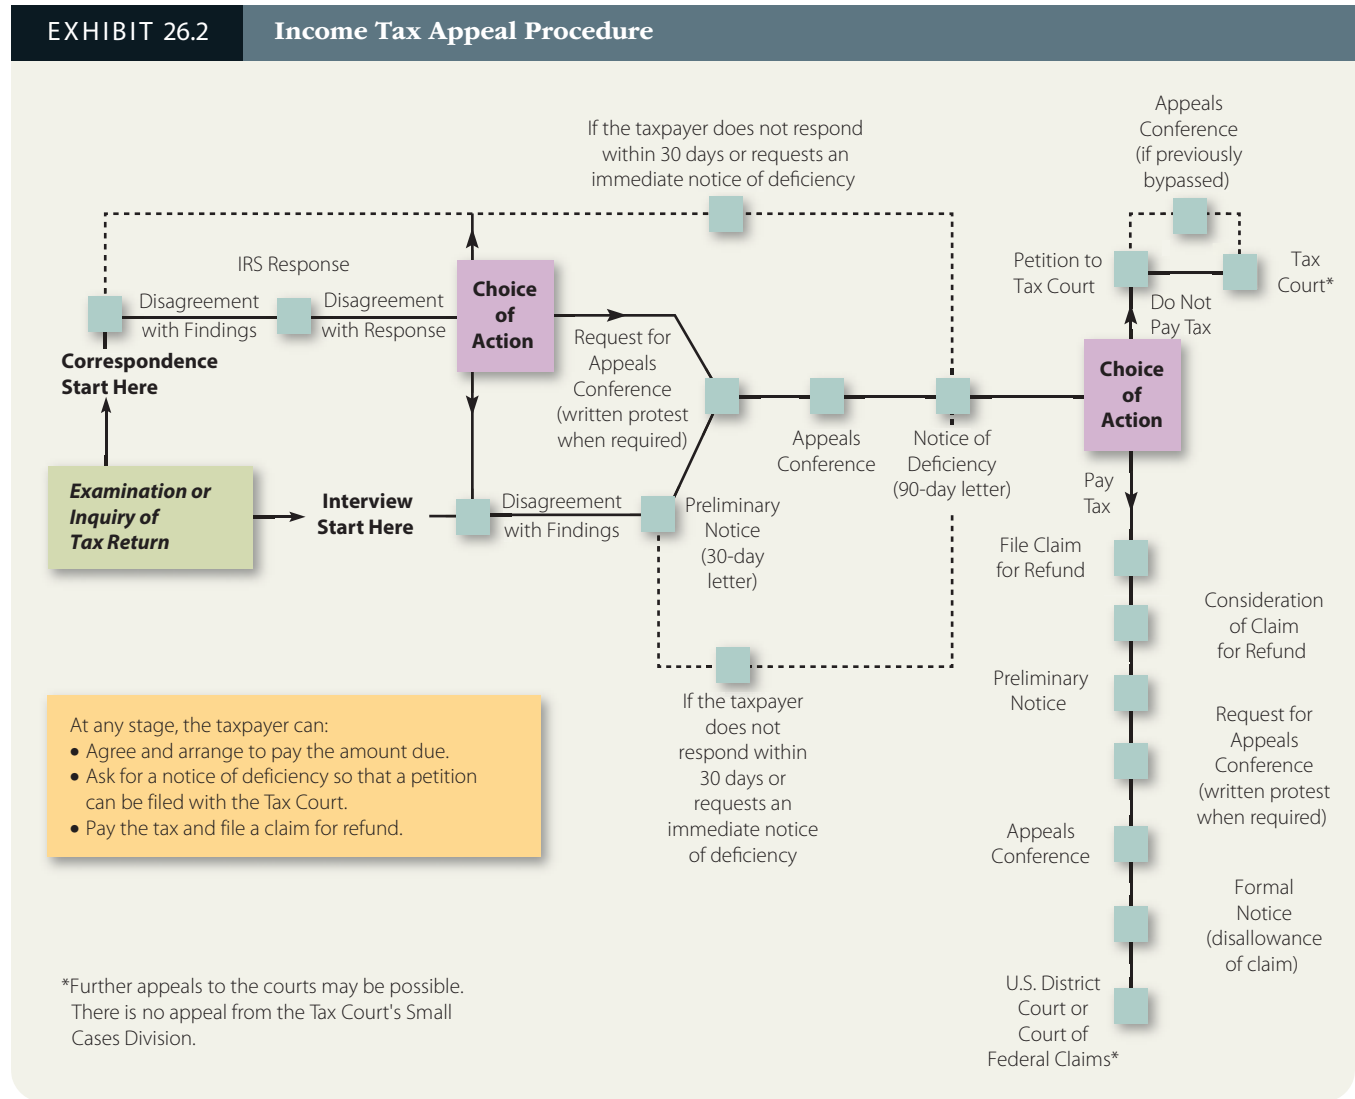 EXHIBIT 26.2
Income Tax Appeal Procedure
If the taxpayer does not respond
within 30 days or requests an
immediate notice of deficiency
Appeals
Conference
(if previously
bypassed)
IRS Response
Disagreement
with Findings
Disagreement
with Response
Choice
of
Action
Request for
Appeals
Conference
(written protest
when required)
Petition to
Tax Court
Tax
Court*
Do Not
Pay Tax
Correspondence
Start Here
Choice
of
Action
Appeals
Conference
Notice of
Deficiency
(90-day letter)
Examination or
Inquiry of
Tax Return
Interview
Start Here
Disagreement
with Findings
Preliminary
Notice
(30-day
letter)
Pay
Tax
File Claim
for Refund
Consideration
of Claim
for Refund
Preliminary
Notice
Request for
Appeals
Conference
(written protest
when required)
If the taxpayer
does not
respond within
30 days or
requests an
immediate notice
of deficiency
At any stage, the taxpayer can:
• Agree and arrange to pay the amount due.
• Ask for a notice of deficiency so that a petition
can be filed with the Tax Court.
• Pay the tax and file a claim for refund.
Appeals
Conference
Formal
Notice
(disallowance
of claim)
U.S. District
Court or
Court of
Federal Claims*
*Further appeals to the courts may be possible.
There is no appeal from the Tax Court's Small
Cases Division.